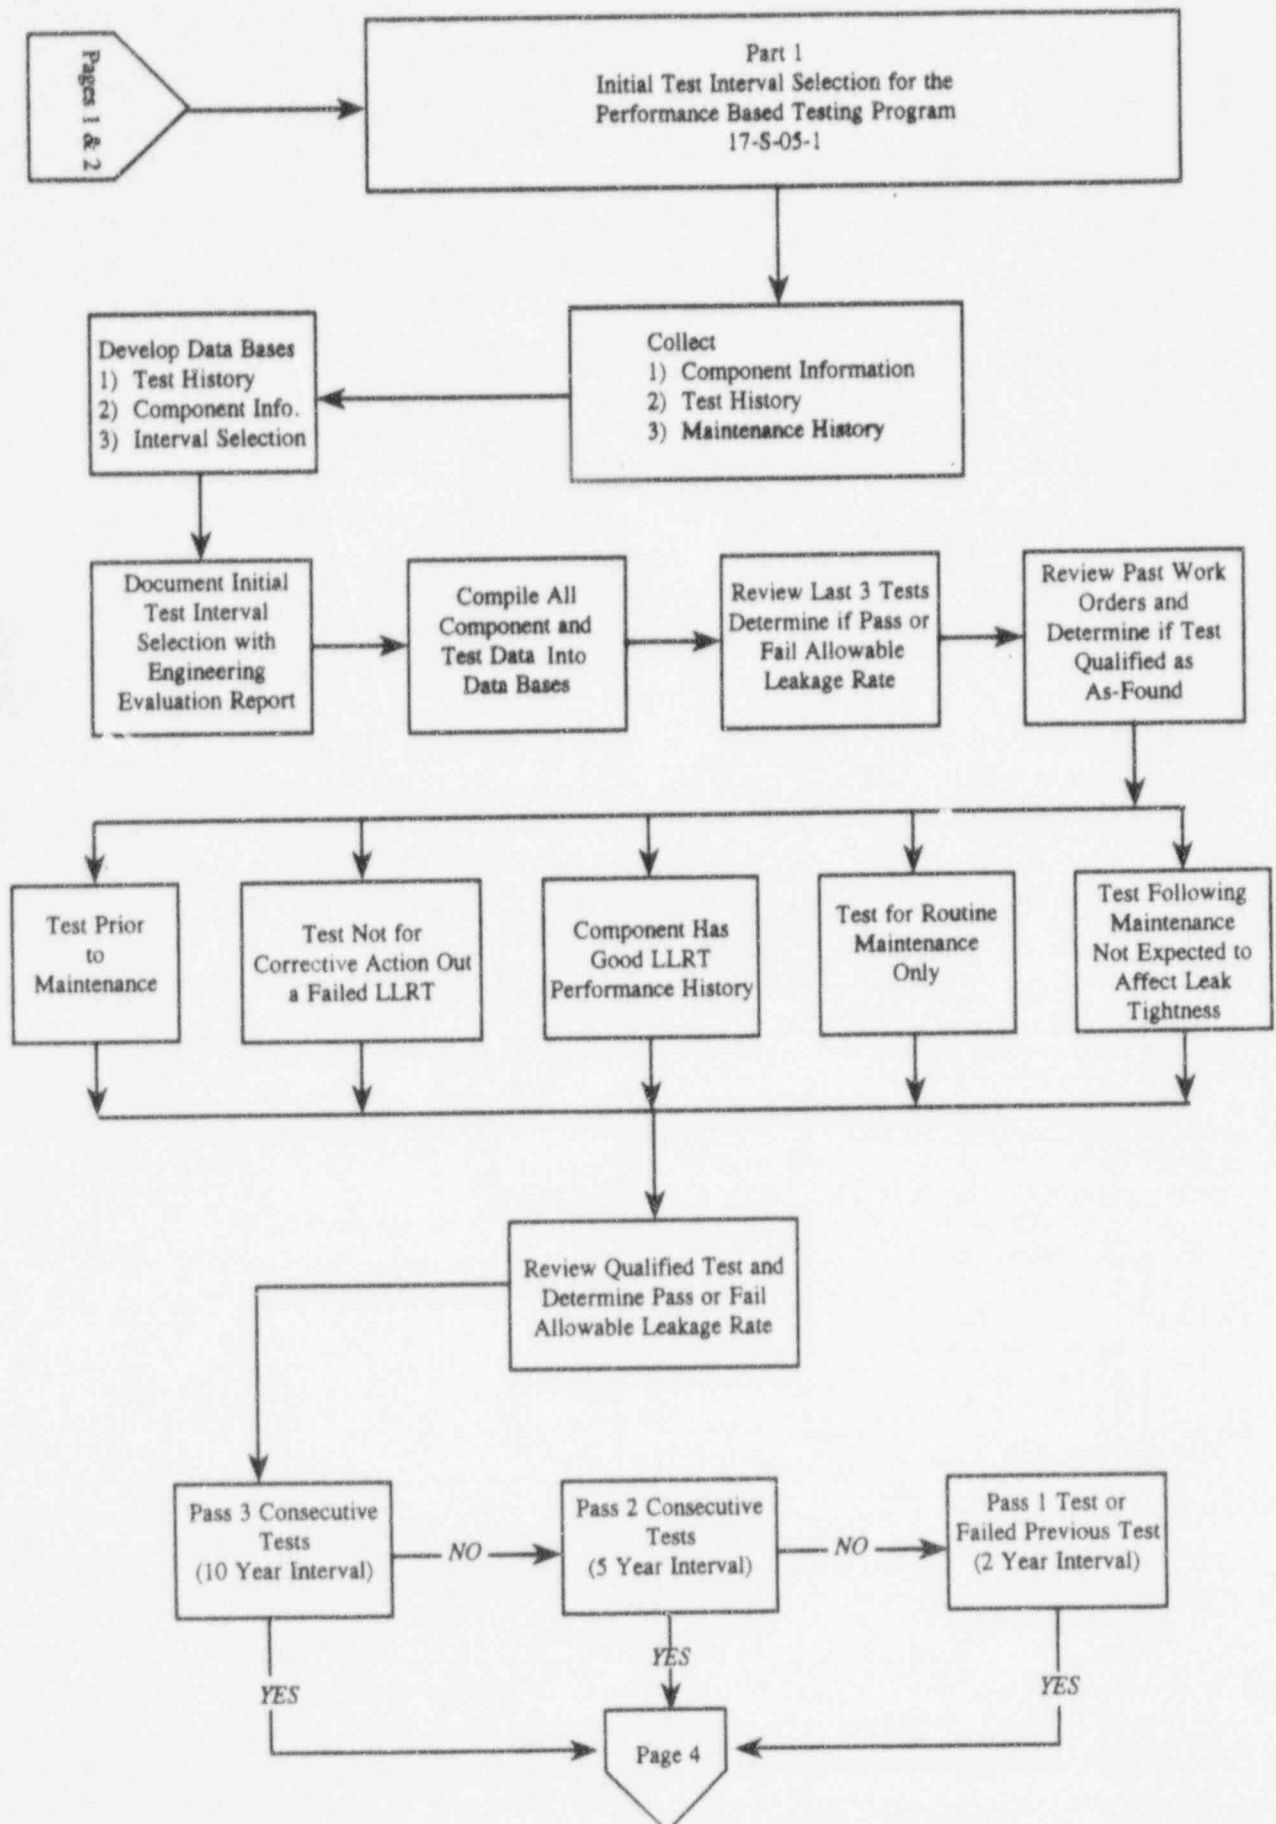 Pages 1 & 2
Part 1
Initial Test Interval Selection for the
Performance Based Testing Program
17-S-05-1
Develop Data Bases
1) Test History
2) Component Info.
3) Interval Selection
Collect
1) Component Information
2) Test History
3) Maintenance History
Document Initial
Test Interval
Selection with
Engineering
Evaluation Report
Compile All
Component and
Test Data Into
Data Bases
Review Last 3 Tests
Determine if Pass or
Fail Allowable
Leakage Rate
Review Past Work
Orders and
Determine if Test
Qualified as
As-Found
Test Prior
to
Maintenance
Test Not for
Corrective Action Out
a Failed LLRT
Component Has
Good LLRT
Performance History
Test for Routine
Maintenance
Only
Test Following
Maintenance
Not Expected to
Affect Leak
Tightness
Review Qualified Test and
Determine Pass or Fail
Allowable Leakage Rate
Pass 3 Consecutive
Tests
(10 Year Interval)
NO
Pass 2 Consecutive
Tests
(5 Year Interval)
NO
Pass 1 Test or
Failed Previous Test
(2 Year Interval)
YES
YES
YES
Page 4